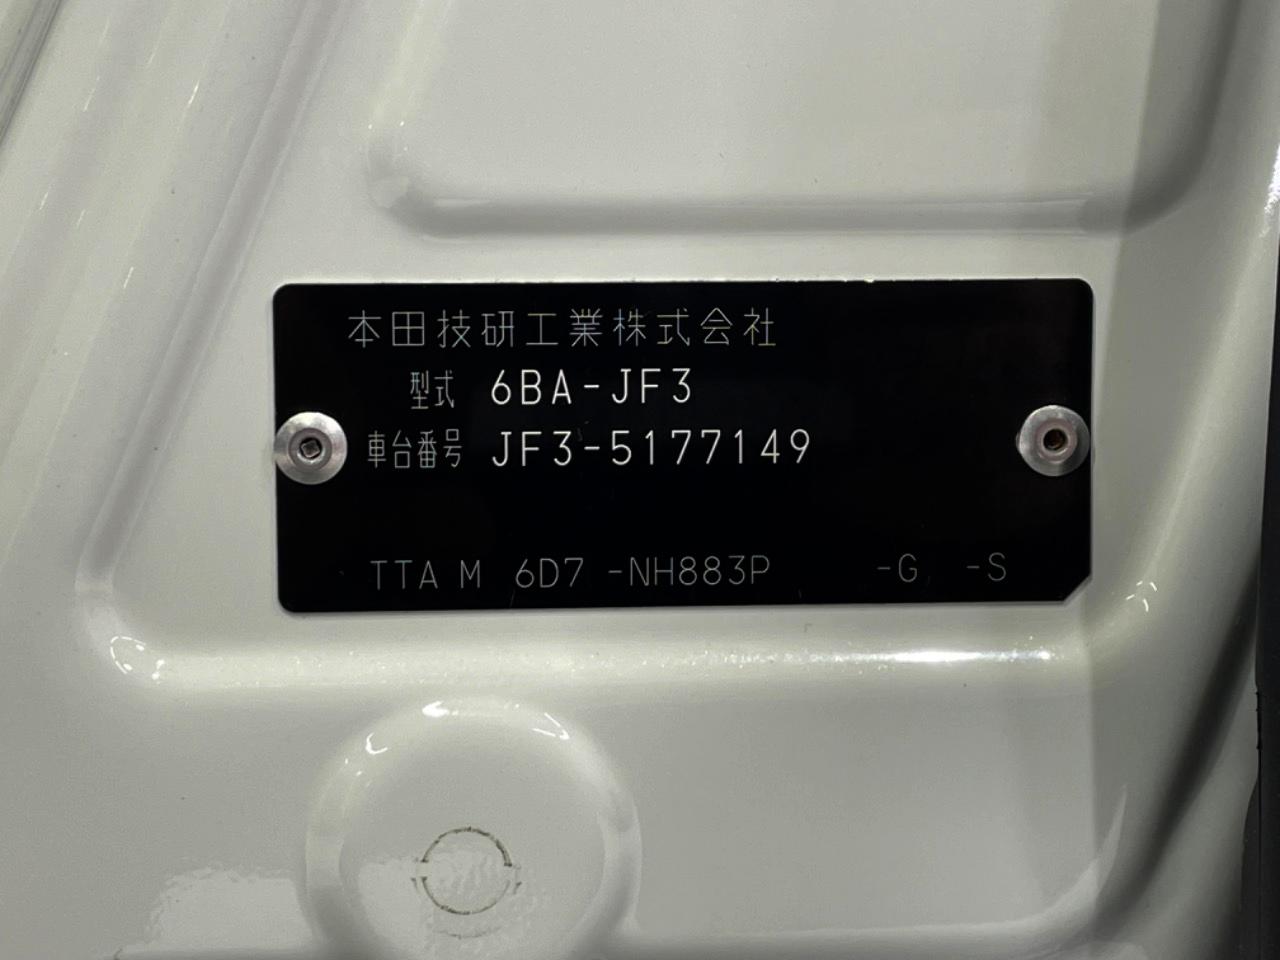 本田技研工業株式会社
型式 6BA-JF3
車台番号 JF3-5177149
TTA M 6D7 -NH883P -G -S